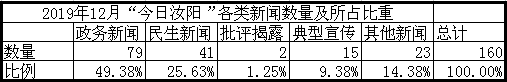 2019年12月“今日汝阳 ”各类新闻数量及所占比重
政务新闻 民生新闻 批评揭露 典型宣传 其他新闻 总计
数量 79 41 2 15 23 160
比例 49.38% 25.63% 1.25% 9.38% 14.38% 100.00%